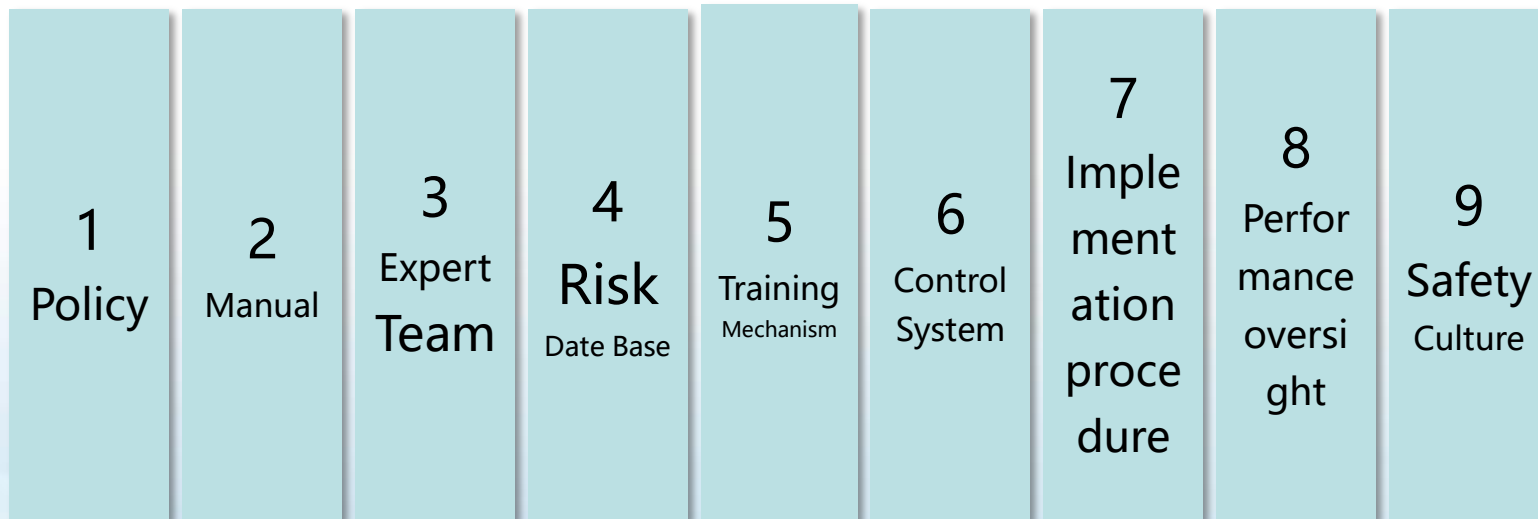 1
Policy
2
Manual
3
Expert
Team
4
Risk
Date Base
5
Training
Mechanism
6
Control
System
7
Imple
ment
ation
proce
dure
8
Perfor
mance
oversi
ght
9
Safety
Culture